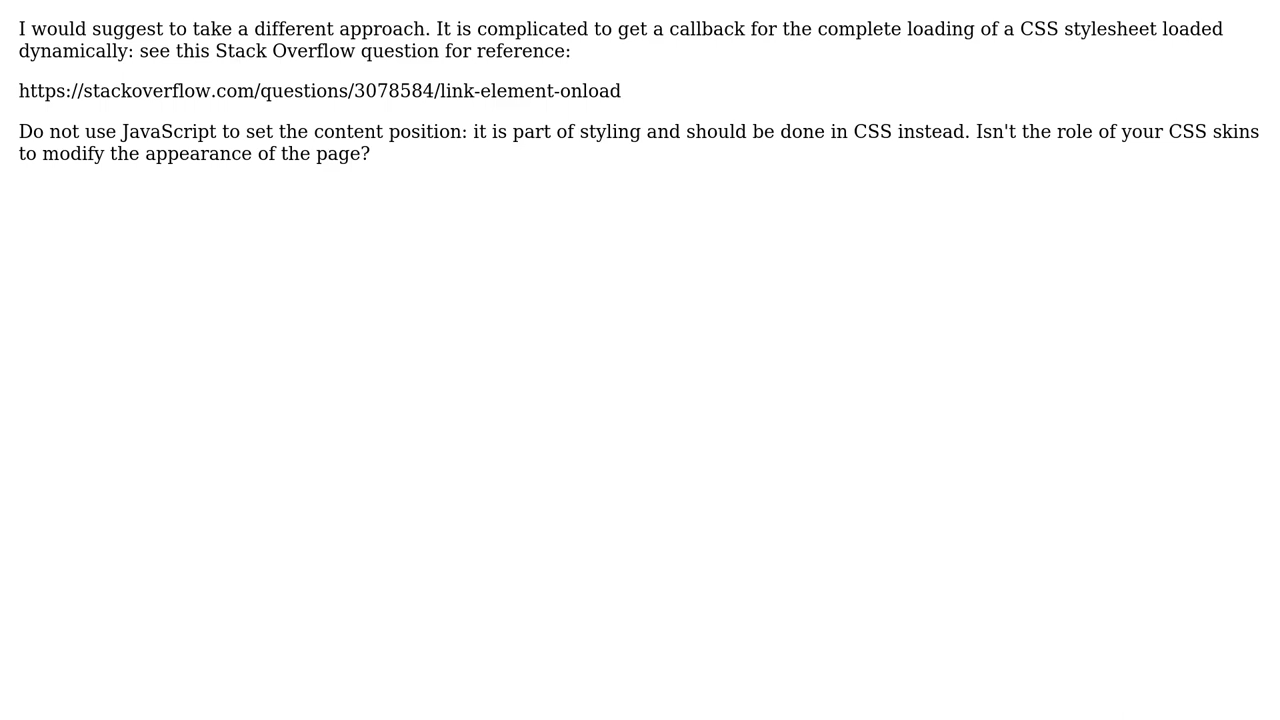 I would suggest to take a different approach. It is complicated to get a callback for the complete loading of a CSS stylesheet loaded
dynamically: see this Stack Overflow question for reference:
https://stackoverflow.com/questions/3078584/link-element-onload
Do not use JavaScript to set the content position: it is part of styling and should be done in CSS instead. Isn't the role of your CSS skins
to modify the appearance of the page?